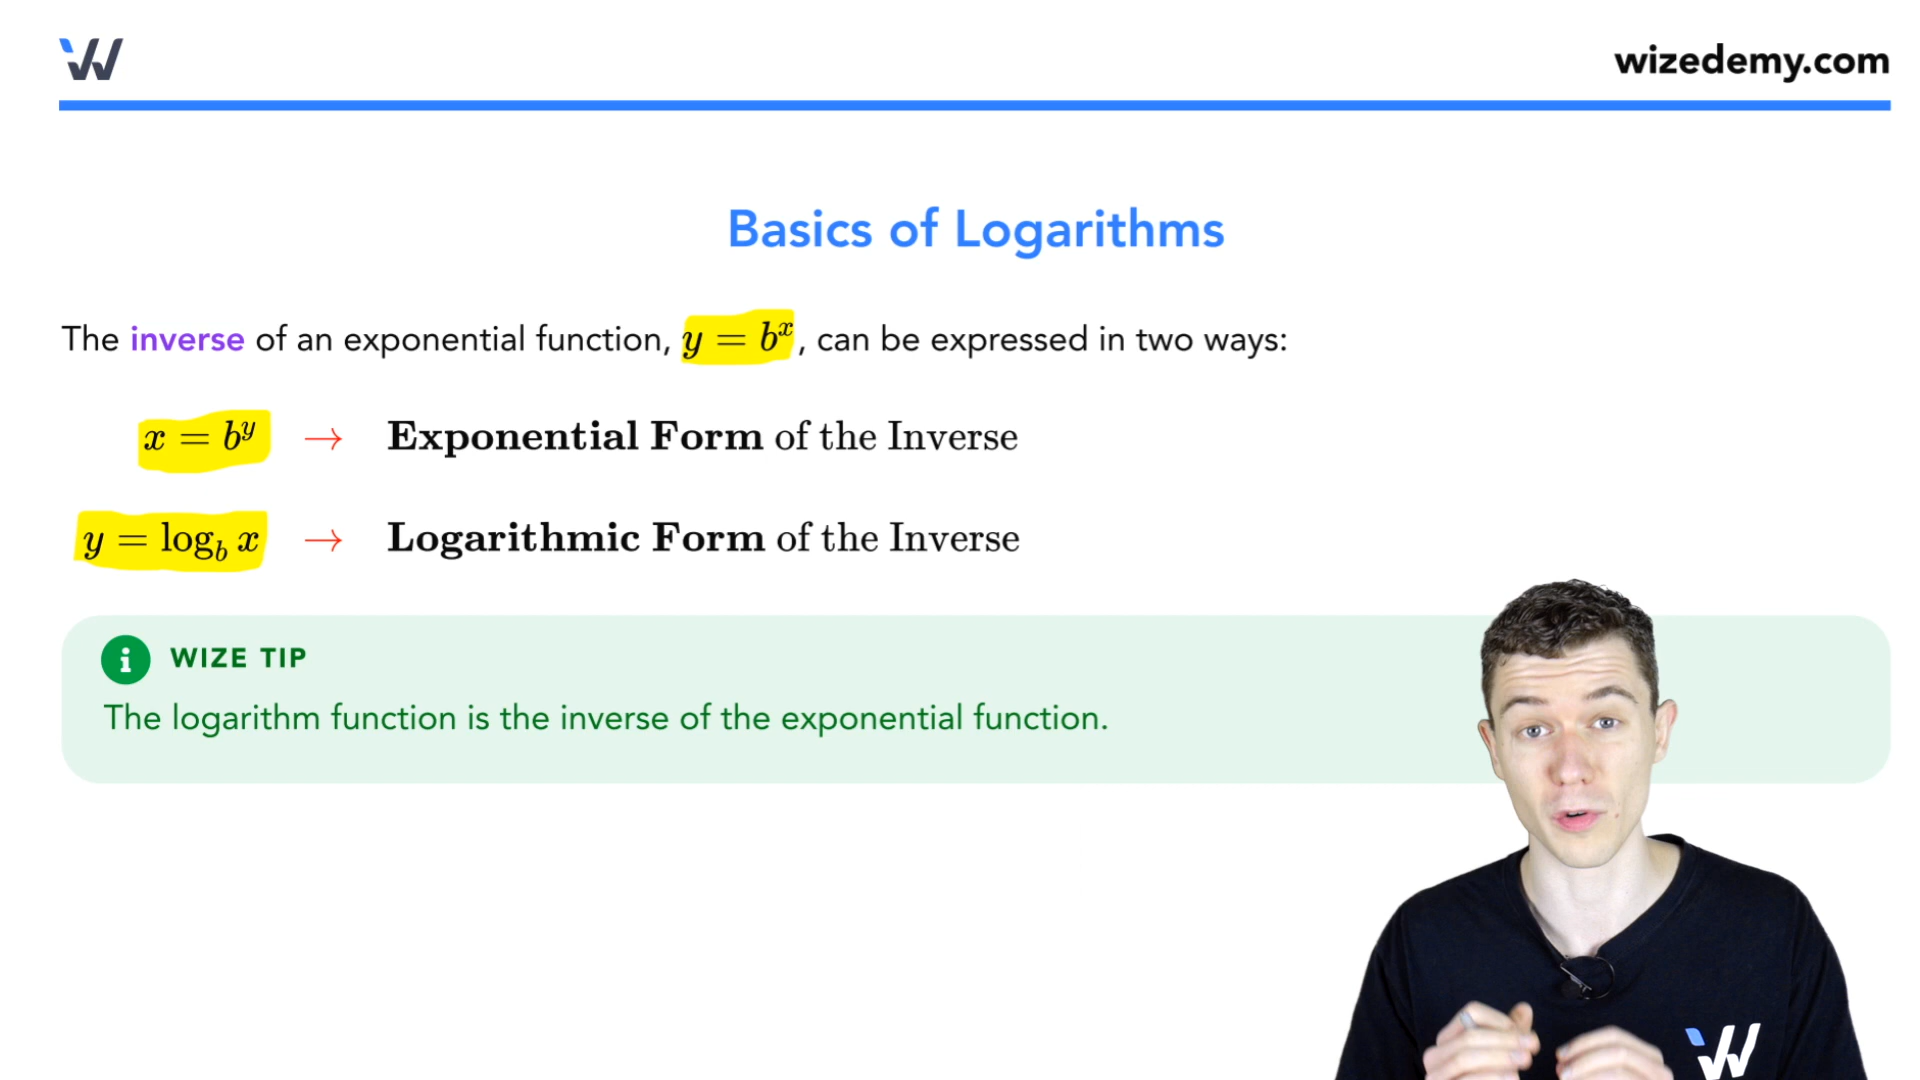 wizedemy.com
Basics of Logarithms
The inverse of an exponential function, y = b^x, can be expressed in two ways:
x = b^y → Exponential Form of the Inverse
y = log_b x → Logarithmic Form of the Inverse
i WIZE TIP
The logarithm function is the inverse of the exponential function.